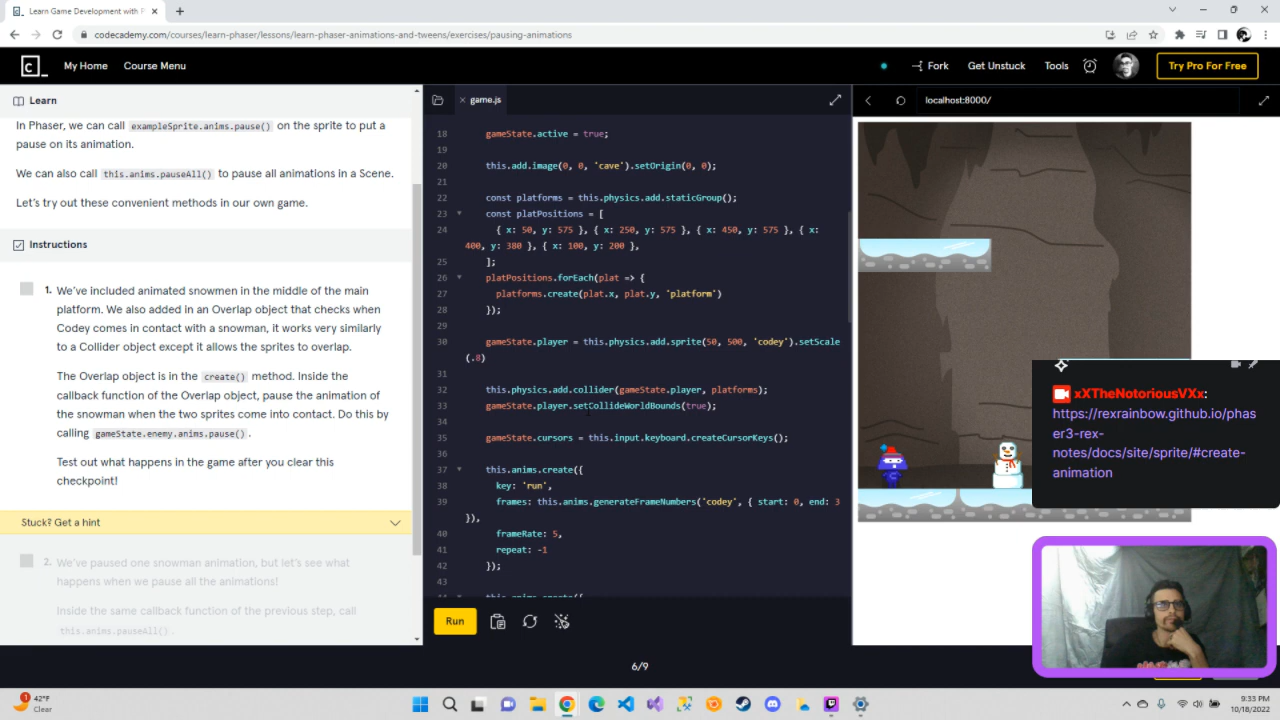 Learn Game Development with P
codecademy.com/courses/learn-phaser/lessons/learn-phaser-animations-and-tweens/exercises/pausing-animations
My Home
Course Menu
Fork
Get Unstuck
Tools
Try Pro For Free
Learn
In Phaser, we can call exampleSprite.anims.pause() on the sprite to put a
pause on its animation.
We can also call this.anims.pauseAll() to pause all animations in a Scene.
Let's try out these convenient methods in our own game.
Instructions
1. We've included animated snowmen in the middle of the main
platform. We also added in an Overlap object that checks when
Codey comes in contact with a snowman, it works very similarly
to a Collider object except it allows the sprites to overlap.
The Overlap object is in the create() method. Inside the
callback function of the Overlap object, pause the animation
of the snowman when the two sprites come into contact. Do this by
calling gameState.enemy.anims.pause().
Test out what happens in the game after you clear this
checkpoint!
Stuck? Get a hint
2. We've paused one snowman animation, but let's see what
happens when we pause all the animations!
Inside the same callback function of the previous step, call
this.anims.pauseAll().
game.js
18 gameState.active = true;
19
20 this.add.image(0, 0, 'cave').setOrigin(0, 0);
21
22 const platforms = this.physics.add.staticGroup();
23 const platPositions = [
24 { x: 50, y: 575 }, { x: 250, y: 575 }, { x: 450, y: 575 }, { x:
400, y: 380 }, { x: 100, y: 200 },
25 ];
26 platPositions.forEach(plat => {
27 platforms.create(plat.x, plat.y, 'platform')
28 });
29
30 gameState.player = this.physics.add.sprite(50, 500, 'codey').setScale
(.8)
31
32 this.physics.add.collider(gameState.player, platforms);
33 gameState.player.setCollideWorldBounds(true);
34
35 gameState.cursors = this.input.keyboard.createCursorKeys();
36
37 this.anims.create({
38 key: 'run',
39 frames: this.anims.generateFrameNumbers('codey', { start: 0, end: 3
}),
40 frameRate: 5,
41 repeat: -1
42 });
43
44 this.anims.create({
Run
6/9
localhost:8000/
xXTheNotoriousVXx:
https://rexrainbow.github.io/phas
er3-rex-
notes/docs/site/sprite/#create-
animation
1
42°F
Clear
9:33 PM
10/18/2022